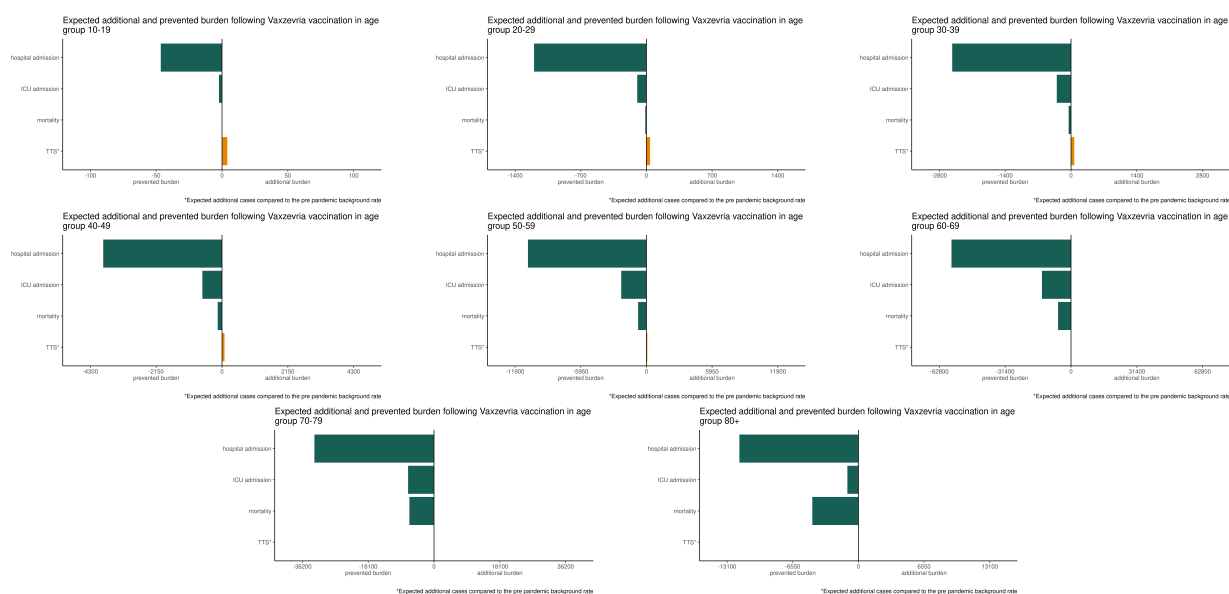 Expected additional and prevented burden following Vaxzevria vaccination in age
group 10-19
hospital admission
ICU admission
mortality
TTS*
-100 -50 0 50 100
prevented burden additional burden
*Expected additional cases compared to the pre pandemic background rate
Expected additional and prevented burden following Vaxzevria vaccination in age
group 20-29
hospital admission
ICU admission
mortality
TTS*
-1400 -700 0 700 1400
prevented burden additional burden
*Expected additional cases compared to the pre pandemic background rate
Expected additional and prevented burden following Vaxzevria vaccination in age
group 30-39
hospital admission
ICU admission
mortality
TTS*
-2800 -1400 0 1400 2800
prevented burden additional burden
*Expected additional cases compared to the pre pandemic background rate
Expected additional and prevented burden following Vaxzevria vaccination in age
group 40-49
hospital admission
ICU admission
mortality
TTS*
-4300 -2150 0 2150 4300
prevented burden additional burden
*Expected additional cases compared to the pre pandemic background rate
Expected additional and prevented burden following Vaxzevria vaccination in age
group 50-59
hospital admission
ICU admission
mortality
TTS*
-11900 -5950 0 5950 11900
prevented burden additional burden
*Expected additional cases compared to the pre pandemic background rate
Expected additional and prevented burden following Vaxzevria vaccination in age
group 60-69
hospital admission
ICU admission
mortality
TTS*
-62800 -31400 0 31400 62800
prevented burden additional burden
*Expected additional cases compared to the pre pandemic background rate
Expected additional and prevented burden following Vaxzevria vaccination in age
group 70-79
hospital admission
ICU admission
mortality
TTS*
-36200 -18100 0 18100 36200
prevented burden additional burden
*Expected additional cases compared to the pre pandemic background rate
Expected additional and prevented burden following Vaxzevria vaccination in age
group 80+
hospital admission
ICU admission
mortality
TTS*
-13100 -6550 0 6550 13100
prevented burden additional burden
*Expected additional cases compared to the pre pandemic background rate